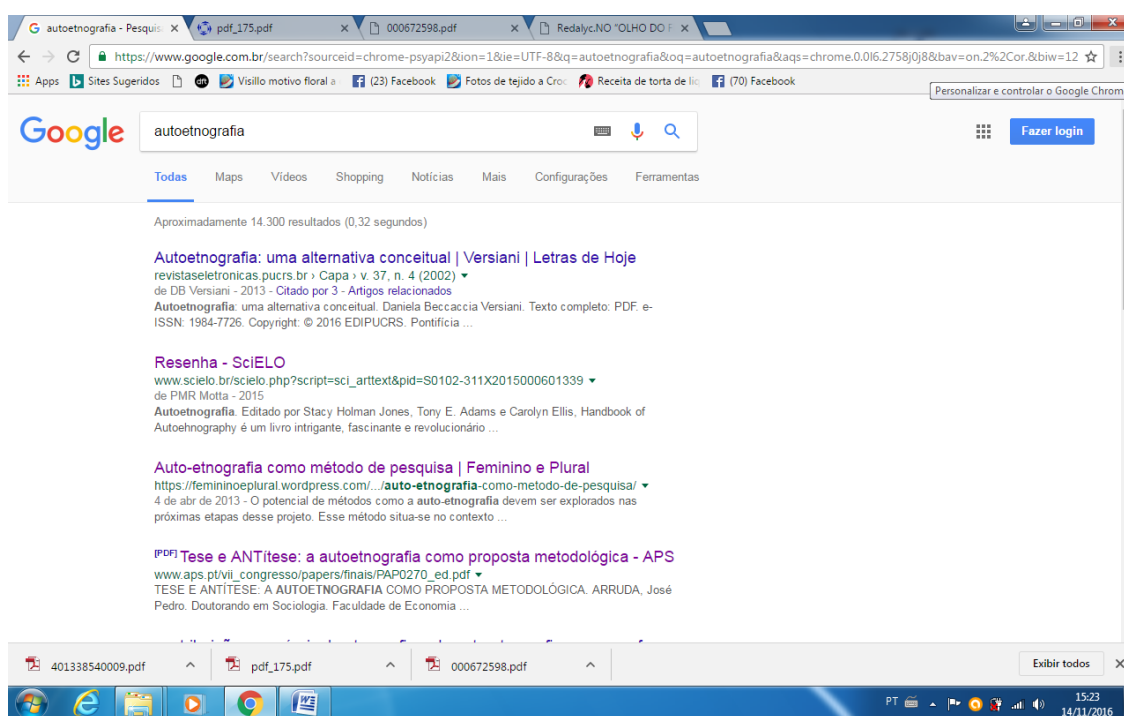 autoetnografia - Pesquis
pdf_175.pdf
000672598.pdf
Redalyc.NO "OLHO DO F
https://www.google.com.br/search?sourceid=chrome-psyapi2&ion=1&ie=UTF-8&q=autoetnografia&oq=autoetnografia&aqs=chrome.0.0l6.2758j0j8&bav=on.2%2Cor.&biw=12
Apps Sites Sugeridos Visillo motivo floral a (23) Facebook Fotos de tejido a Croc Receita de torta de liq (70) Facebook
Personalizar e controlar o Google Chrom
Google autoetnografia Fazer login
Todas Maps Vídeos Shopping Notícias Mais Configurações Ferramentas
Aproximadamente 14.300 resultados (0,32 segundos)
Autoetnografia: uma alternativa conceitual | Versiani | Letras de Hoje
revistaseletronicas.pucrs.br › Capa › v. 37, n. 4 (2002)
de DB Versiani - 2013 - Citado por 3 - Artigos relacionados
Autoetnografia: uma alternativa conceitual. Daniela Beccaccia Versiani. Texto completo: PDF. e-
ISSN: 1984-7726. Copyright: © 2016 EDIPUCRS. Pontifícia ...
Resenha - SciELO
www.scielo.br/scielo.php?script=sci_arttext&pid=S0102-311X2015000601339
de PMR Motta - 2015
Autoetnografia. Editado por Stacy Holman Jones, Tony E. Adams e Carolyn Ellis, Handbook of
Autoehnography é um livro intrigante, fascinante e revolucionário ...
Auto-etnografia como método de pesquisa | Feminino e Plural
https://femininoeplural.wordpress.com/.../auto-etnografia-como-metodo-de-pesquisa/
4 de abr de 2013 - O potencial de métodos como a auto-etnografia devem ser explorados nas
próximas etapas desse projeto. Esse método situa-se no contexto ...
[PDF] Tese e ANTítese: a autoetnografia como proposta metodológica - APS
www.aps.pt/vii_congresso/papers/finais/PAP0270_ed.pdf
TESE E ANTÍTESE: A AUTOETNOGRAFIA COMO PROPOSTA METODOLÓGICA. ARRUDA, José
Pedro. Doutorando em Sociologia. Faculdade de Economia ...
401338540009.pdf pdf_175.pdf 000672598.pdf Exibir todos
PT 15:23
14/11/2016